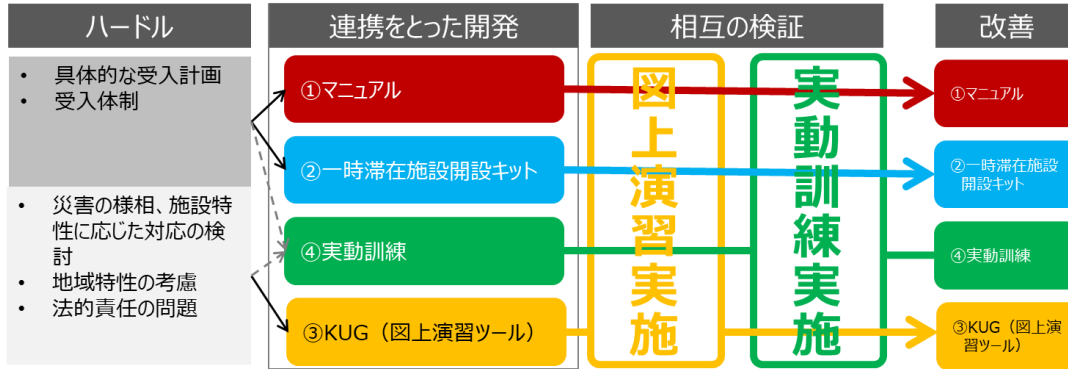 ハードル
連携をとった開発
相互の検証
改善
• 具体的な受入計画
• 受入体制
• 災害の様相、施設特
性に応じた対応の検
討
• 地域特性の考慮
• 法的責任の問題
①マニュアル
②一時滞在施設開設キット
④実動訓練
③KUG（図上演習ツール）
図上演習実施
実動訓練実施
①マニュアル
②一時滞在施設
開設キット
④実動訓練
③KUG（図上演
習ツール）